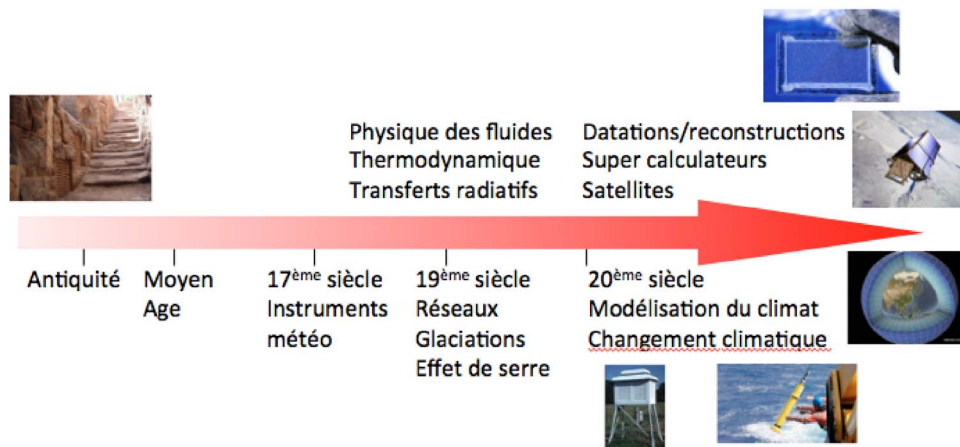 Physique des fluides
Thermodynamique
Transferts radiatifs
Datations/reconstructions
Super calculateurs
Satellites
Antiquité
Moyen
Age
17ème siècle
Instruments
météo
19ème siècle
Réseaux
Glaciations
Effet de serre
20ème siècle
Modélisation du climat
Changement climatique